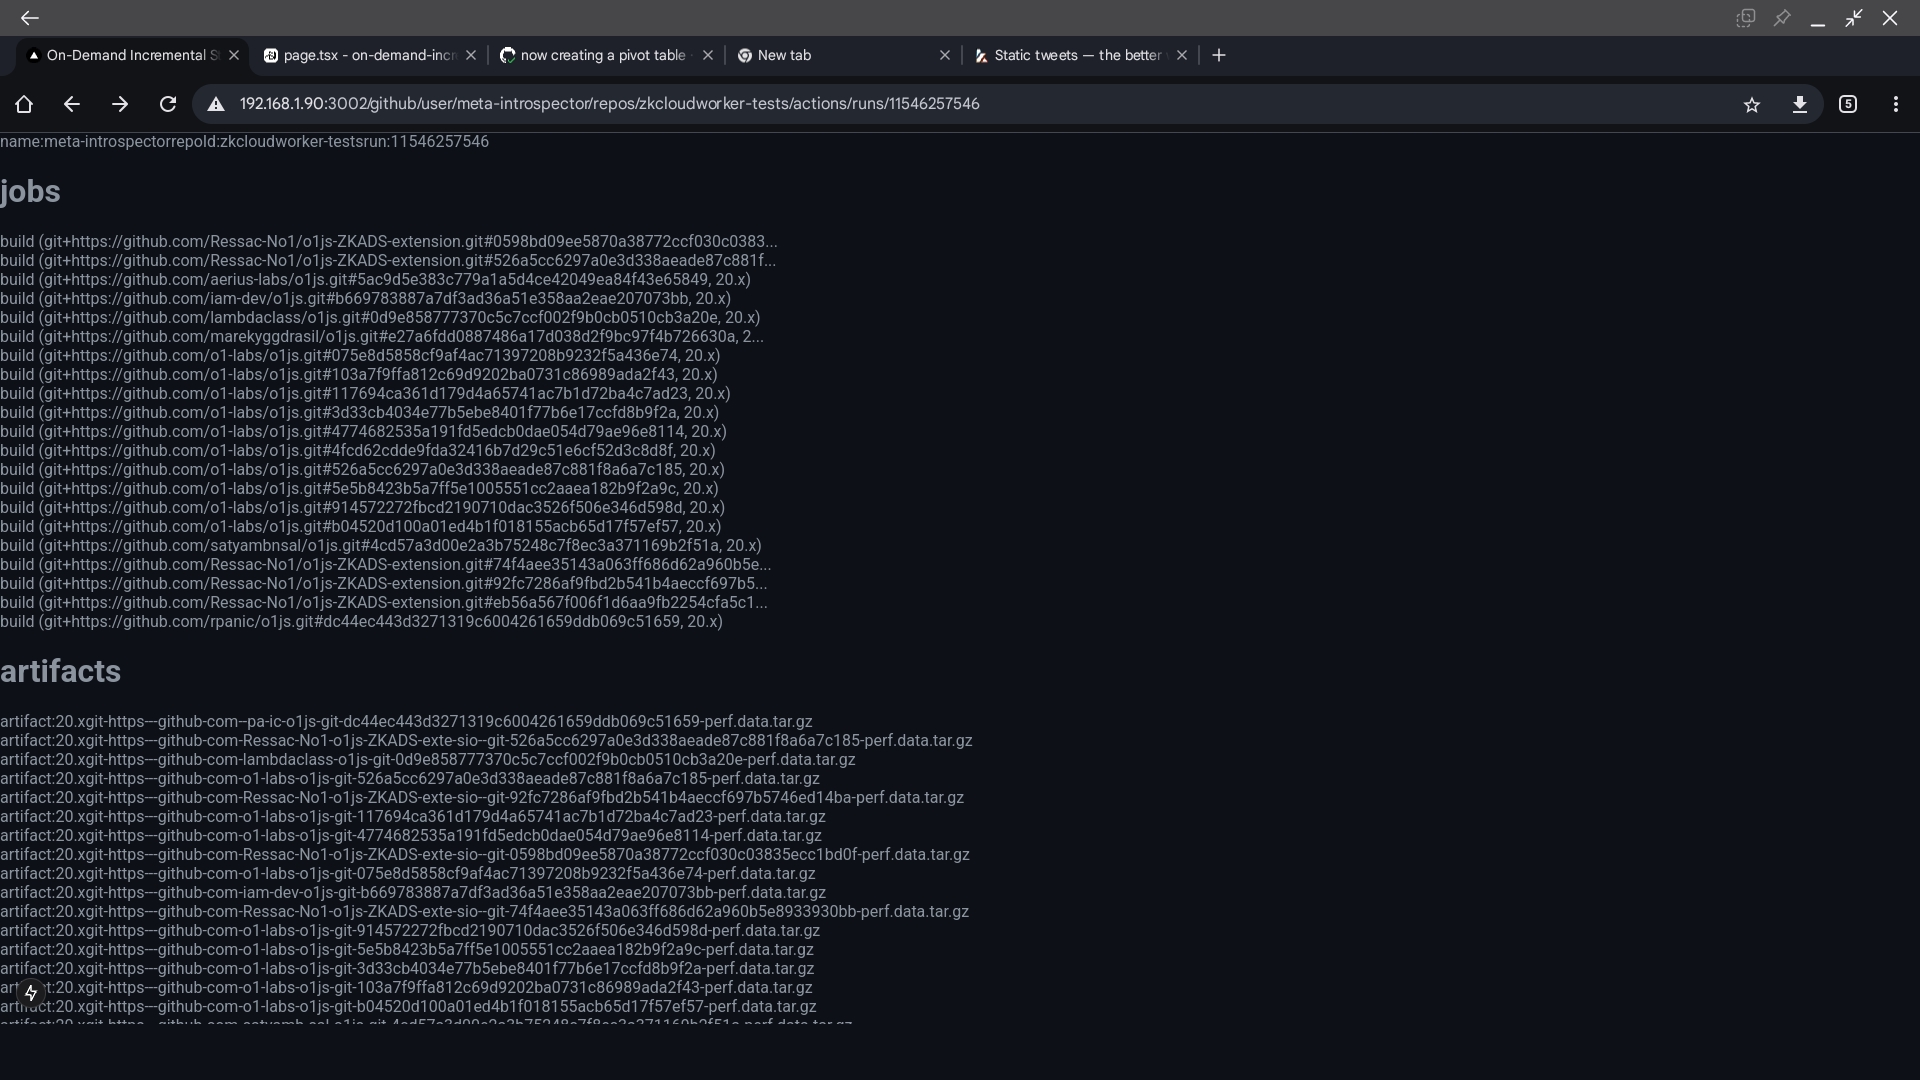 On-Demand Incremental S
page.tsx - on-demand-incr
now creating a pivot table
New tab
Static tweets — the better
192.168.1.90:3002/github/user/meta-introspector/repos/zkcloudworker-tests/actions/runs/11546257546
5
name:meta-introspectorrepoId:zkcloudworker-testsrun:11546257546
jobs
build (git+https://github.com/Ressac-No1/o1js-ZKADS-extension.git#0598bd09ee5870a38772ccf030c0383...
build (git+https://github.com/Ressac-No1/o1js-ZKADS-extension.git#526a5cc6297a0e3d338aeade87c881f...
build (git+https://github.com/aerius-labs/o1js.git#5ac9d5e383c779a1a5d4ce42049ea84f43e65849, 20.x)
build (git+https://github.com/iam-dev/o1js.git#b669783887a7df3ad36a51e358aa2eae207073bb, 20.x)
build (git+https://github.com/lambdaclass/o1js.git#0d9e858777370c5c7ccf002f9b0cb0510cb3a20e, 20.x)
build (git+https://github.com/marekyggdrasil/o1js.git#e27a6fdd0887486a17d038d2f9bc97f4b726630a, 2...
build (git+https://github.com/o1-labs/o1js.git#075e8d5858cf9af4ac71397208b9232f5a436e74, 20.x)
build (git+https://github.com/o1-labs/o1js.git#103a7f9ffa812c69d9202ba0731c86989ada2f43, 20.x)
build (git+https://github.com/o1-labs/o1js.git#117694ca361d179d4a65741ac7b1d72ba4c7ad23, 20.x)
build (git+https://github.com/o1-labs/o1js.git#3d33cb4034e77b5ebe8401f77b6e17ccfd8b9f2a, 20.x)
build (git+https://github.com/o1-labs/o1js.git#4774682535a191fd5edcb0dae054d79ae96e8114, 20.x)
build (git+https://github.com/o1-labs/o1js.git#4fcd62cdde9fda32416b7d29c51e6cf52d3c8d8f, 20.x)
build (git+https://github.com/o1-labs/o1js.git#526a5cc6297a0e3d338aeade87c881f8a6a7c185, 20.x)
build (git+https://github.com/o1-labs/o1js.git#5e5b8423b5a7ff5e1005551cc2aaea182b9f2a9c, 20.x)
build (git+https://github.com/o1-labs/o1js.git#914572272fbcd2190710dac3526f506e346d598d, 20.x)
build (git+https://github.com/o1-labs/o1js.git#b04520d100a01ed4b1f018155acb65d17f57ef57, 20.x)
build (git+https://github.com/satyambnsal/o1js.git#4cd57a3d00e2a3b75248c7f8ec3a371169b2f51a, 20.x)
build (git+https://github.com/Ressac-No1/o1js-ZKADS-extension.git#74f4aee35143a063ff686d62a960b5e...
build (git+https://github.com/Ressac-No1/o1js-ZKADS-extension.git#92fc7286af9fbd2b541b4aeccf697b5...
build (git+https://github.com/Ressac-No1/o1js-ZKADS-extension.git#eb56a567f006f1d6aa9fb2254cfa5c1...
build (git+https://github.com/rpanic/o1js.git#dc44ec443d3271319c6004261659ddb069c51659, 20.x)
artifacts
artifact:20.xgit-https---github-com--pa-ic-o1js-git-dc44ec443d3271319c6004261659ddb069c51659-perf.data.tar.gz
artifact:20.xgit-https---github-com-Ressac-No1-o1js-ZKADS-exte-sio--git-526a5cc6297a0e3d338aeade87c881f8a6a7c185-perf.data.tar.gz
artifact:20.xgit-https---github-com-lambdaclass-o1js-git-0d9e858777370c5c7ccf002f9b0cb0510cb3a20e-perf.data.tar.gz
artifact:20.xgit-https---github-com-o1-labs-o1js-git-526a5cc6297a0e3d338aeade87c881f8a6a7c185-perf.data.tar.gz
artifact:20.xgit-https---github-com-Ressac-No1-o1js-ZKADS-exte-sio--git-92fc7286af9fbd2b541b4aeccf697b5746ed14ba-perf.data.tar.gz
artifact:20.xgit-https---github-com-o1-labs-o1js-git-117694ca361d179d4a65741ac7b1d72ba4c7ad23-perf.data.tar.gz
artifact:20.xgit-https---github-com-o1-labs-o1js-git-4774682535a191fd5edcb0dae054d79ae96e8114-perf.data.tar.gz
artifact:20.xgit-https---github-com-Ressac-No1-o1js-ZKADS-exte-sio--git-0598bd09ee5870a38772ccf030c03835ecc1bd0f-perf.data.tar.gz
artifact:20.xgit-https---github-com-o1-labs-o1js-git-075e8d5858cf9af4ac71397208b9232f5a436e74-perf.data.tar.gz
artifact:20.xgit-https---github-com-iam-dev-o1js-git-b669783887a7df3ad36a51e358aa2eae207073bb-perf.data.tar.gz
artifact:20.xgit-https---github-com-Ressac-No1-o1js-ZKADS-exte-sio--git-74f4aee35143a063ff686d62a960b5e8933930bb-perf.data.tar.gz
artifact:20.xgit-https---github-com-o1-labs-o1js-git-914572272fbcd2190710dac3526f506e346d598d-perf.data.tar.gz
artifact:20.xgit-https---github-com-o1-labs-o1js-git-5e5b8423b5a7ff5e1005551cc2aaea182b9f2a9c-perf.data.tar.gz
artifact:20.xgit-https---github-com-o1-labs-o1js-git-3d33cb4034e77b5ebe8401f77b6e17ccfd8b9f2a-perf.data.tar.gz
artifact:20.xgit-https---github-com-o1-labs-o1js-git-103a7f9ffa812c69d9202ba0731c86989ada2f43-perf.data.tar.gz
artifact:20.xgit-https---github-com-o1-labs-o1js-git-b04520d100a01ed4b1f018155acb65d17f57ef57-perf.data.tar.gz